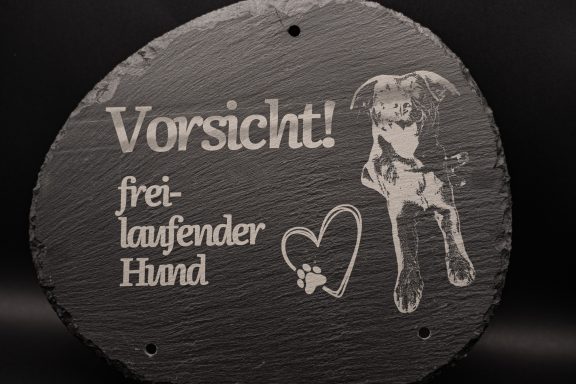 Vorsicht!
frei-
laufender
Hund